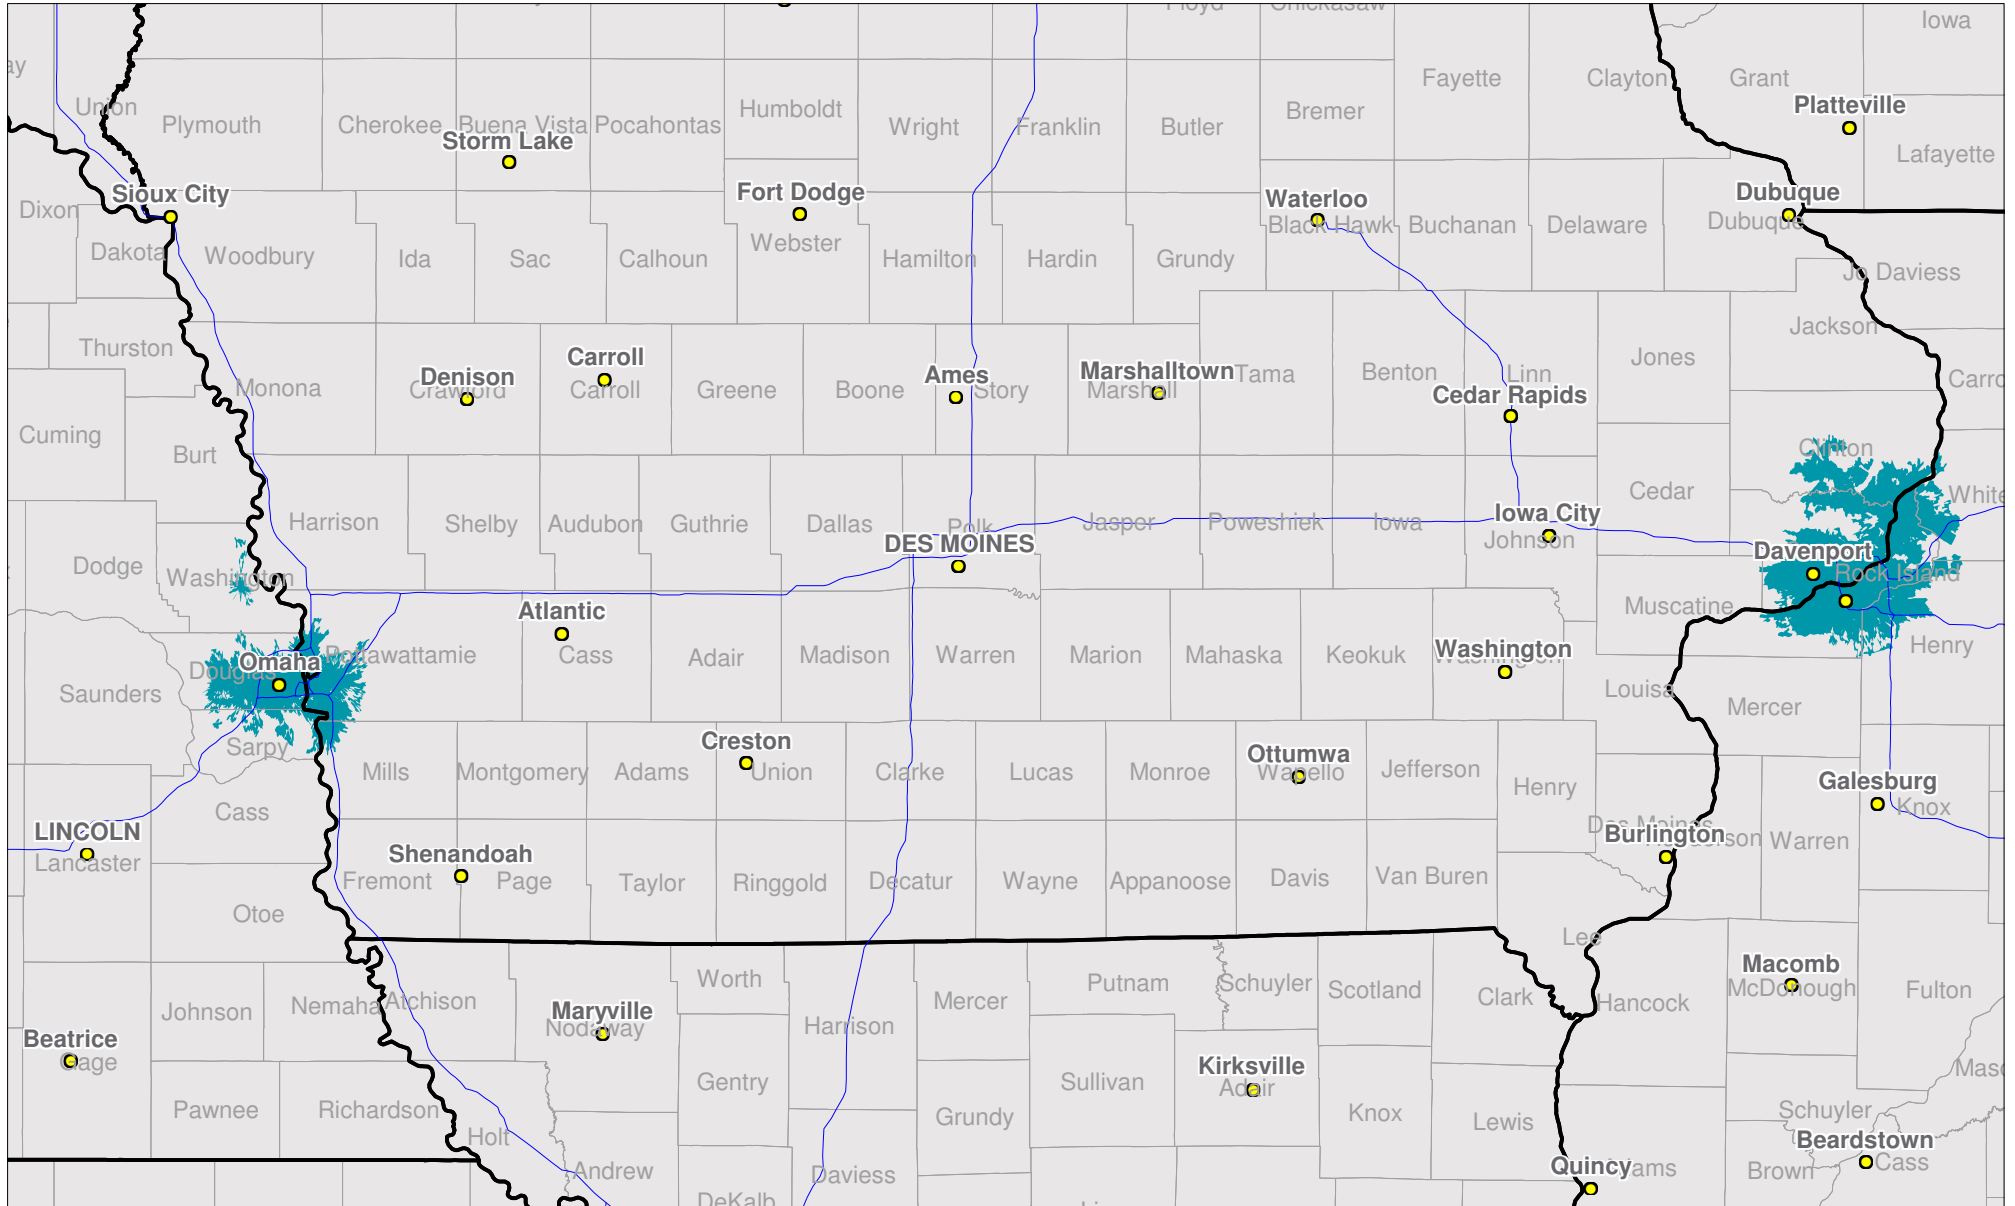 Iowa
Union
Plymouth
Cherokee
Buena Vista
Pocahontas
Humboldt
Wright
Franklin
Butler
Bremer
Fayette
Clayton
Grant
Platteville
Lafayette
Storm Lake
Sioux City
Fort Dodge
Waterloo
Dubuque
Dixon
Dakota
Woodbury
Ida
Sac
Calhoun
Webster
Hamilton
Hardin
Grundy
Black Hawk
Buchanan
Delaware
Dubuque
Jo Daviess
Thurston
Monona
Denison
Crawford
Carroll
Carroll
Greene
Boone
Ames
Story
Marshalltown
Marshall
Tama
Benton
Linn
Cedar Rapids
Jones
Jackson
Carro
Cuming
Burt
Harrison
Shelby
Audubon
Guthrie
Dallas
Polk
DES MOINES
Jasper
Poweshiek
Iowa
Iowa City
Johnson
Cedar
Clinton
White
Davenport
Rock Island
Dodge
Washington
Muscatine
Henry
Saunders
Douglas
Omaha
Pottawattamie
Atlantic
Cass
Adair
Madison
Warren
Marion
Mahaska
Keokuk
Washington
Washington
Louisa
Mercer
Sarpy
Mills
Montgomery
Adams
Creston
Union
Clarke
Lucas
Monroe
Ottumwa
Wapello
Jefferson
Henry
Galesburg
Knox
Cass
LINCOLN
Lancaster
Shenandoah
Fremont
Page
Taylor
Ringgold
Decatur
Wayne
Appanoose
Davis
Van Buren
Des Moines
Burlington
Henderson
Warren
Otoe
Lee
Johnson
Nemaha
Atchison
Maryville
Nodaway
Worth
Harrison
Mercer
Putnam
Schuyler
Scotland
Clark
Hancock
Macomb
McDonough
Fulton
Beatrice
Gage
Pawnee
Richardson
Holt
Gentry
Grundy
Sullivan
Kirksville
Adair
Knox
Lewis
Schuyler
Beardstown
Cass
Brown
Quincy
Adams
Andrew
DeKalb
Daviess